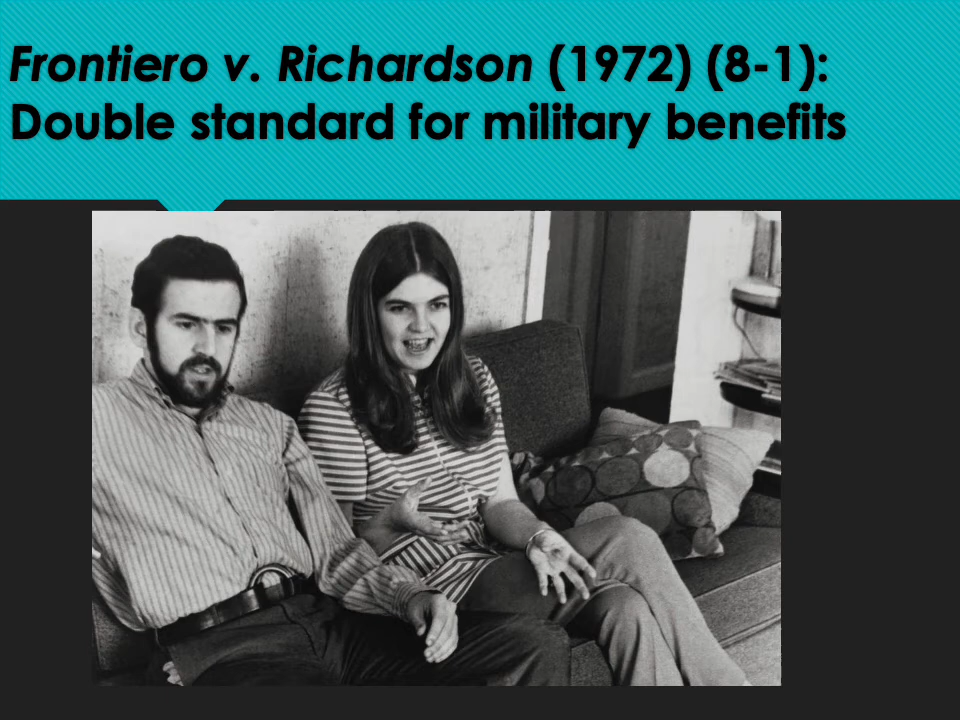 Frontiero v. Richardson (1972) (8-1):
Double standard for military benefits